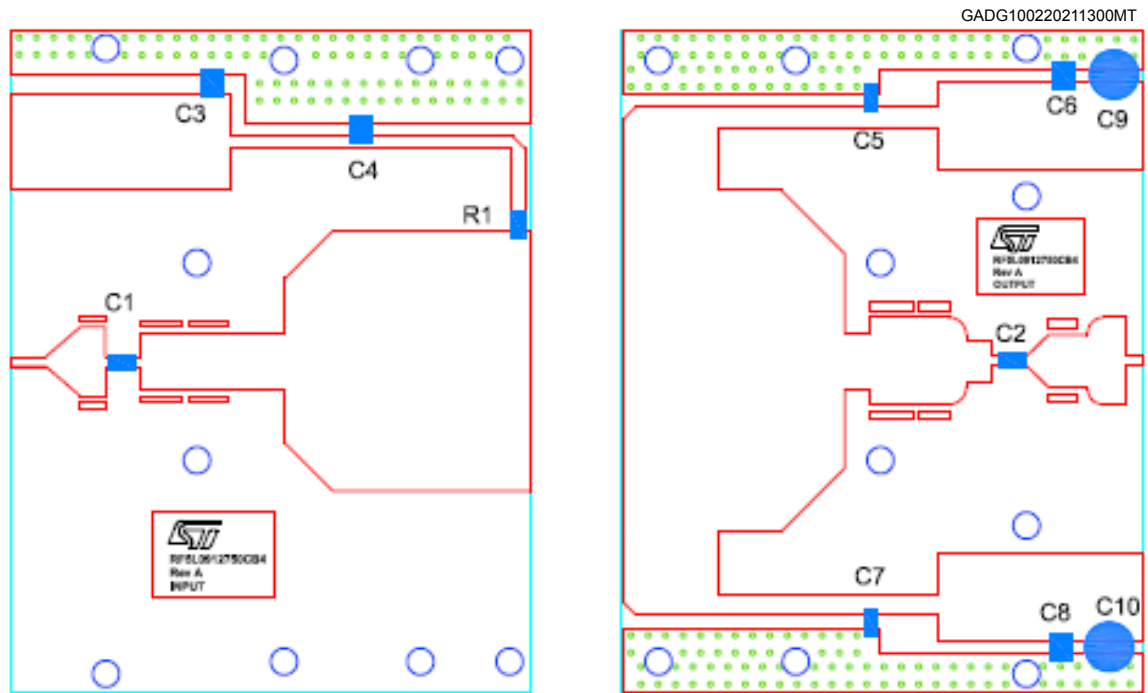 GADG100220211300MT
C3
C4
R1
C1
Rev A
INPUT
C6
C9
C5
Rev A
OUTPUT
C2
C7
C8
C10